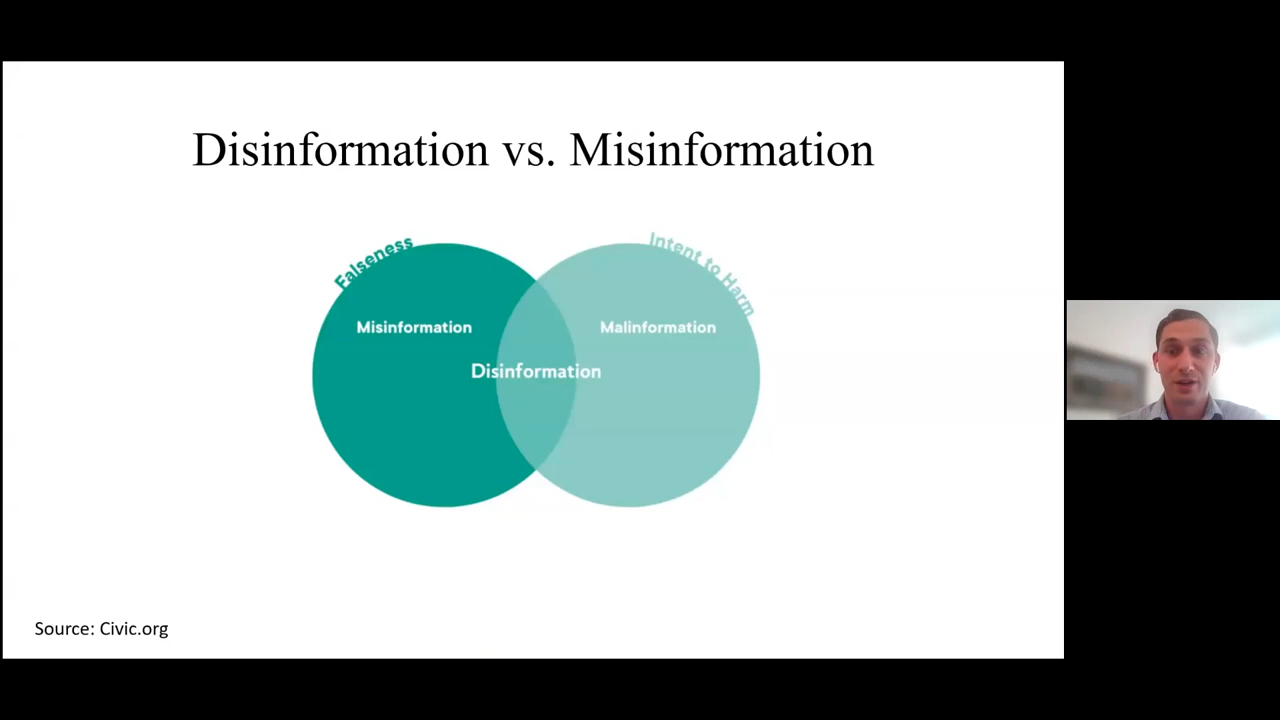 Disinformation vs. Misinformation
Falseness
Intent to Harm
Misinformation
Malinformation
Disinformation
Source: Civic.org